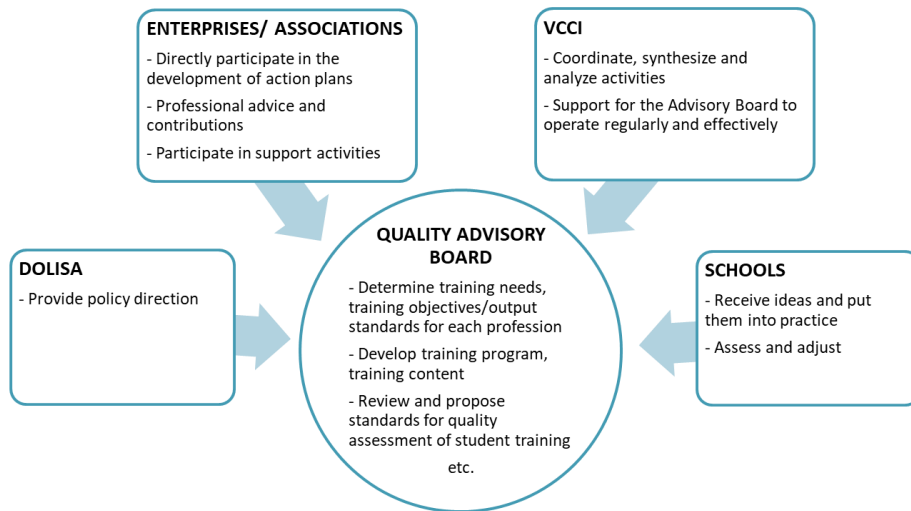 ENTERPRISES/ ASSOCIATIONS
- Directly participate in the
development of action plans
- Professional advice and
contributions
- Participate in support activities
VCCI
- Coordinate, synthesize and
analyze activities
- Support for the Advisory Board to
operate regularly and effectively
DOLISA
- Provide policy direction
QUALITY ADVISORY
BOARD
- Determine training needs,
training objectives/output
standards for each profession
- Develop training program,
training content
- Review and propose
standards for quality
assessment of student training
etc.
SCHOOLS
- Receive ideas and put
them into practice
- Assess and adjust